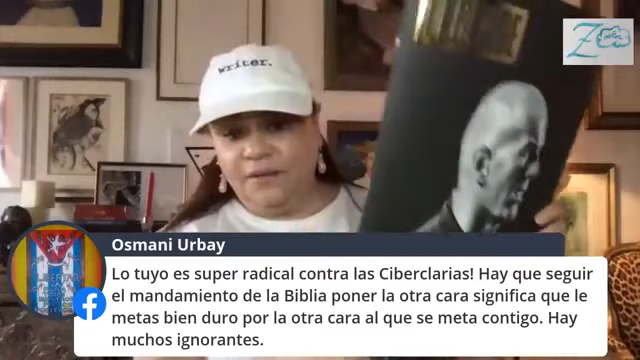 writer.
Osmani Urbay
Lo tuyo es super radical contra las Ciberclarias! Hay que seguir
el mandamiento de la Biblia poner la otra cara significa que le
metas bien duro por la otra cara al que se meta contigo. Hay
muchos ignorantes.